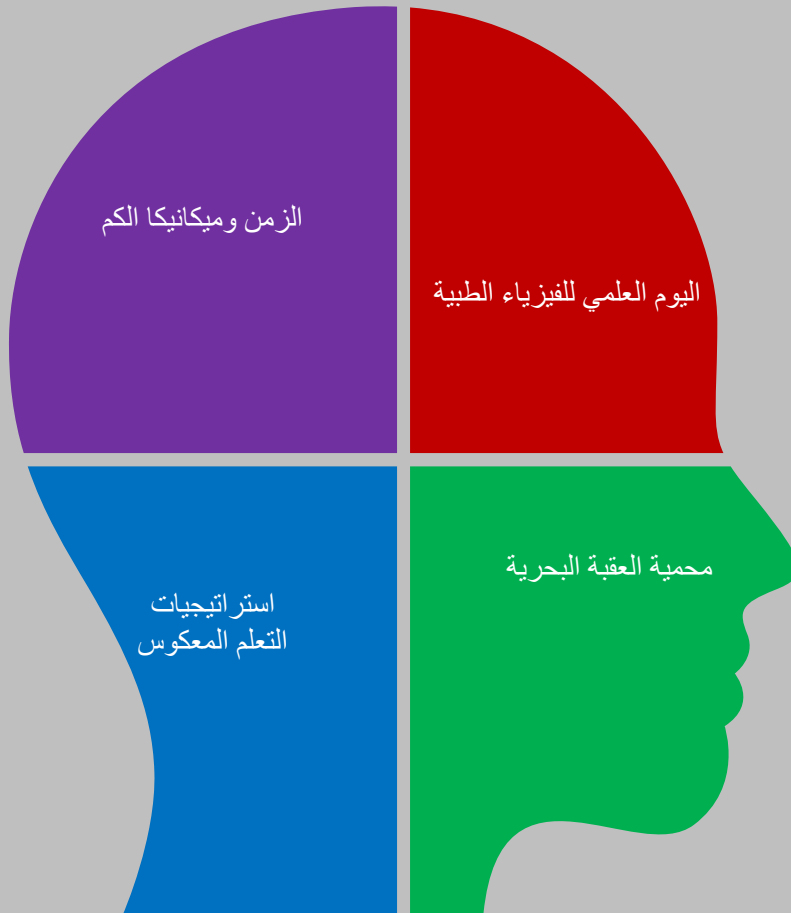 الزمن وميكانيكا الكم
اليوم العلمي للفيزياء الطبية
محمية العقبة البحرية
استراتيجيات
التعلم المعكوس